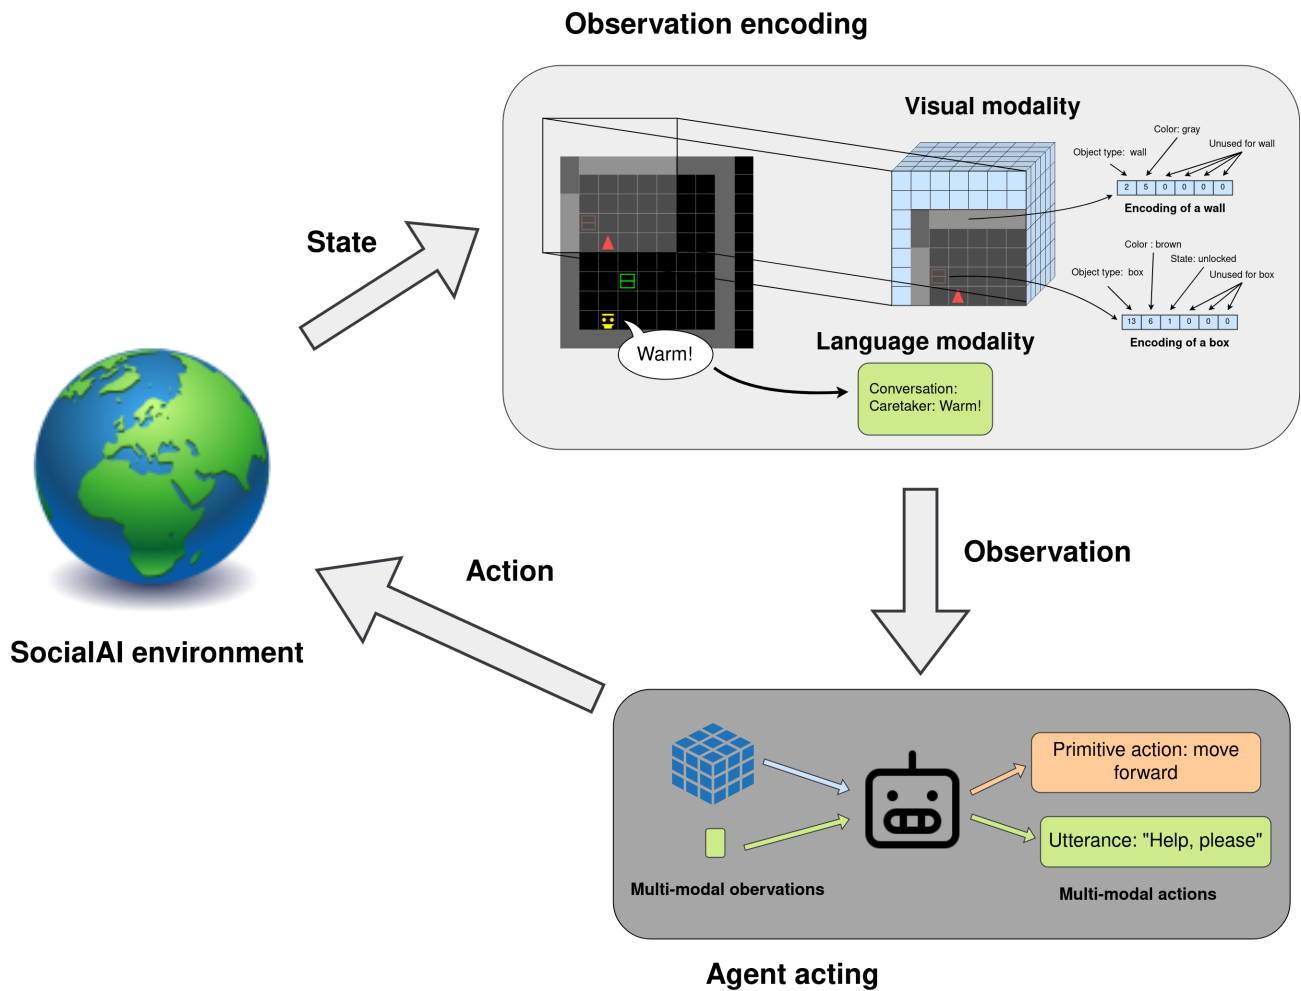 Observation encoding
Visual modality
Color: gray
Unused for wall
Object type: wall
2 5 0 0 0 0
Encoding of a wall
State
Color : brown
State: unlocked
Object type: box
Unused for box
13 6 1 0 0 0
Encoding of a box
Warm!
Language modality
Conversation:
Caretaker: Warm!
Observation
Action
SocialAI environment
Primitive action: move
forward
Utterance: "Help, please"
Multi-modal obervations
Multi-modal actions
Agent acting